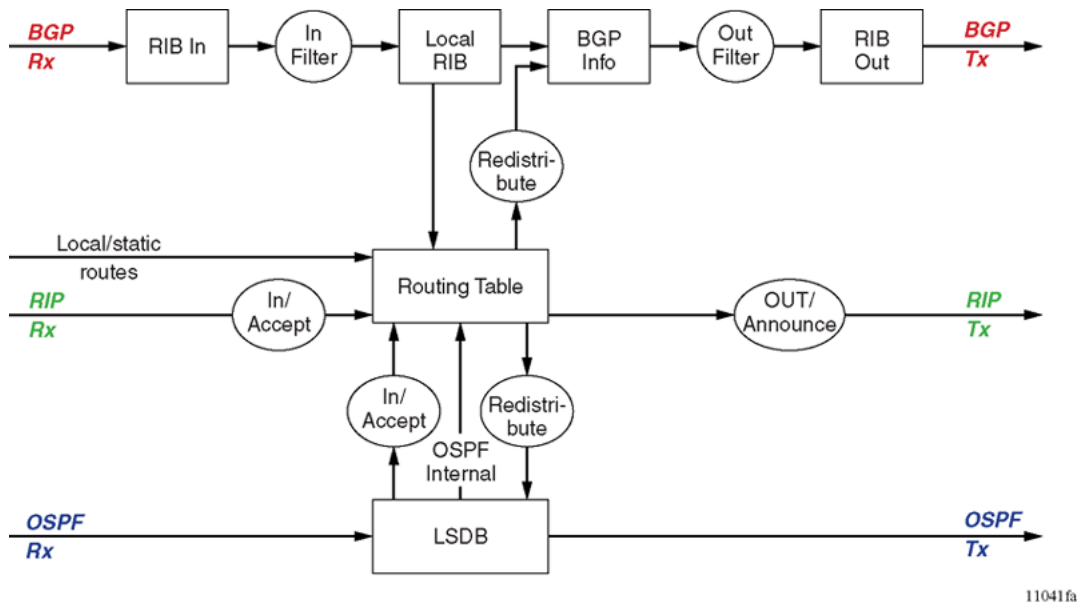 BGP
Rx
RIB In
In
Filter
Local
RIB
BGP
Info
Out
Filter
RIB
Out
BGP
Tx
Redistri-
bute
Local/static
routes
Routing Table
RIP
Rx
In/
Accept
OUT/
Announce
RIP
Tx
In/
Accept
Redistri-
bute
OSPF
Internal
OSPF
Rx
LSDB
OSPF
Tx
11041fa